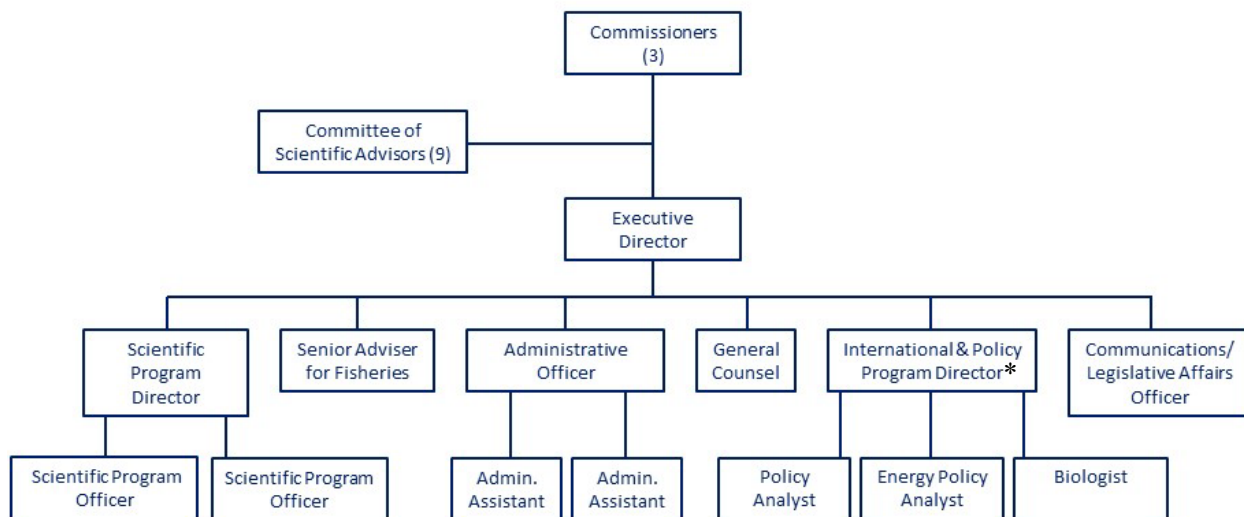 Commissioners
(3)
Committee of
Scientific Advisors (9)
Executive
Director
Scientific
Program
Director
Senior Adviser
for Fisheries
Administrative
Officer
General
Counsel
International & Policy
Program Director*
Communications/
Legislative Affairs
Officer
Scientific Program
Officer
Scientific Program
Officer
Admin.
Assistant
Admin.
Assistant
Policy
Analyst
Energy Policy
Analyst
Biologist